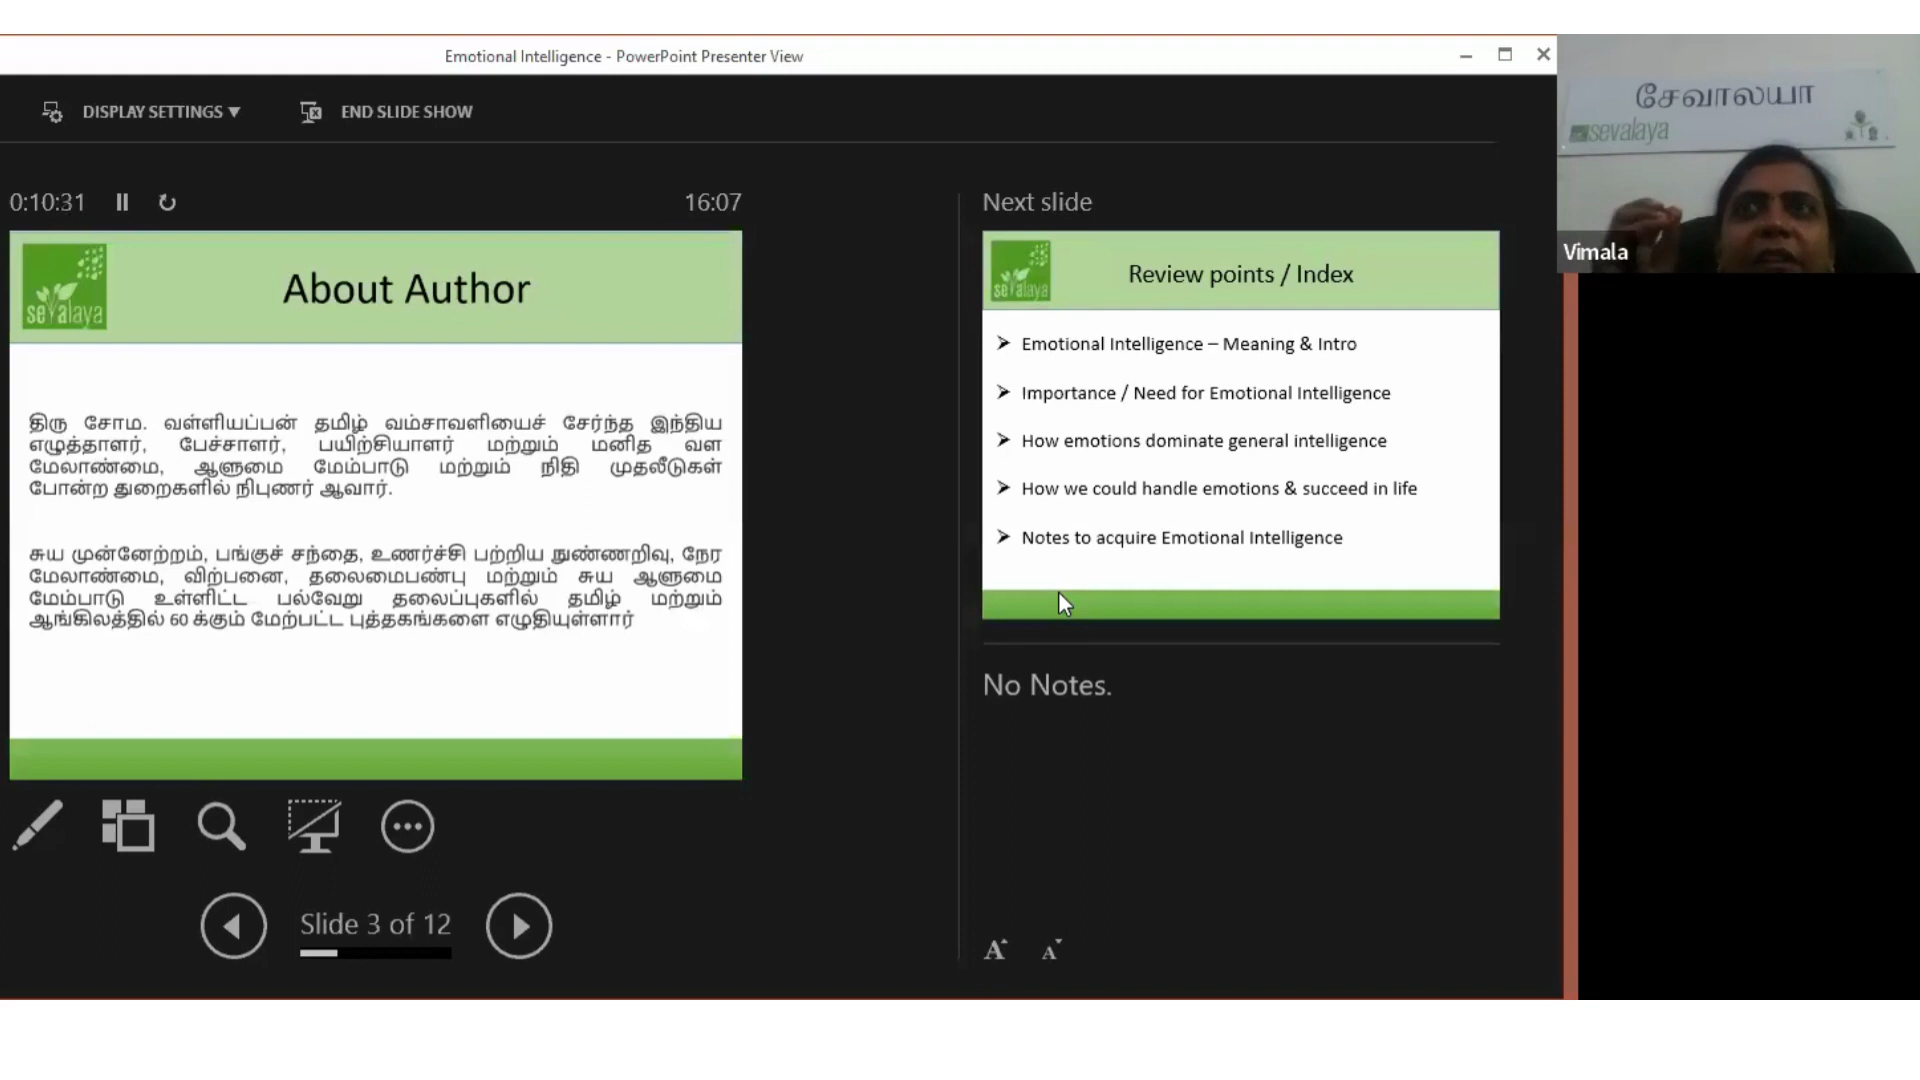 Emotional Intelligence - PowerPoint Presenter View
DISPLAY SETTINGS ▼
END SLIDE SHOW
0:10:31
16:07
sevalaya
About Author
திரு சோம. வள்ளியப்பன் தமிழ் வம்சாவளியைச் சேர்ந்த இந்திய
எழுத்தாளர், பேச்சாளர், பயிற்சியாளர் மற்றும் மனித வள
மேலாண்மை, ஆளுமை மேம்பாடு மற்றும் நிதி முதலீடுகள்
போன்ற துறைகளில் நிபுணர் ஆவார்.
சுய முன்னேற்றம், பங்குச் சந்தை, உணர்ச்சி பற்றிய நுண்ணறிவு, நேர
மேலாண்மை, விற்பனை, தலைமைபண்பு மற்றும் சுய ஆளுமை
மேம்பாடு உள்ளிட்ட பல்வேறு தலைப்புகளில் தமிழ் மற்றும்
ஆங்கிலத்தில் 60 க்கும் மேற்பட்ட புத்தகங்களை எழுதியுள்ளார்
Slide 3 of 12
Next slide
sevalaya
Review points / Index
➢ Emotional Intelligence – Meaning & Intro
➢ Importance / Need for Emotional Intelligence
➢ How emotions dominate general intelligence
➢ How we could handle emotions & succeed in life
➢ Notes to acquire Emotional Intelligence
No Notes.
A A
சேவாலயா
sevalaya
Vimala